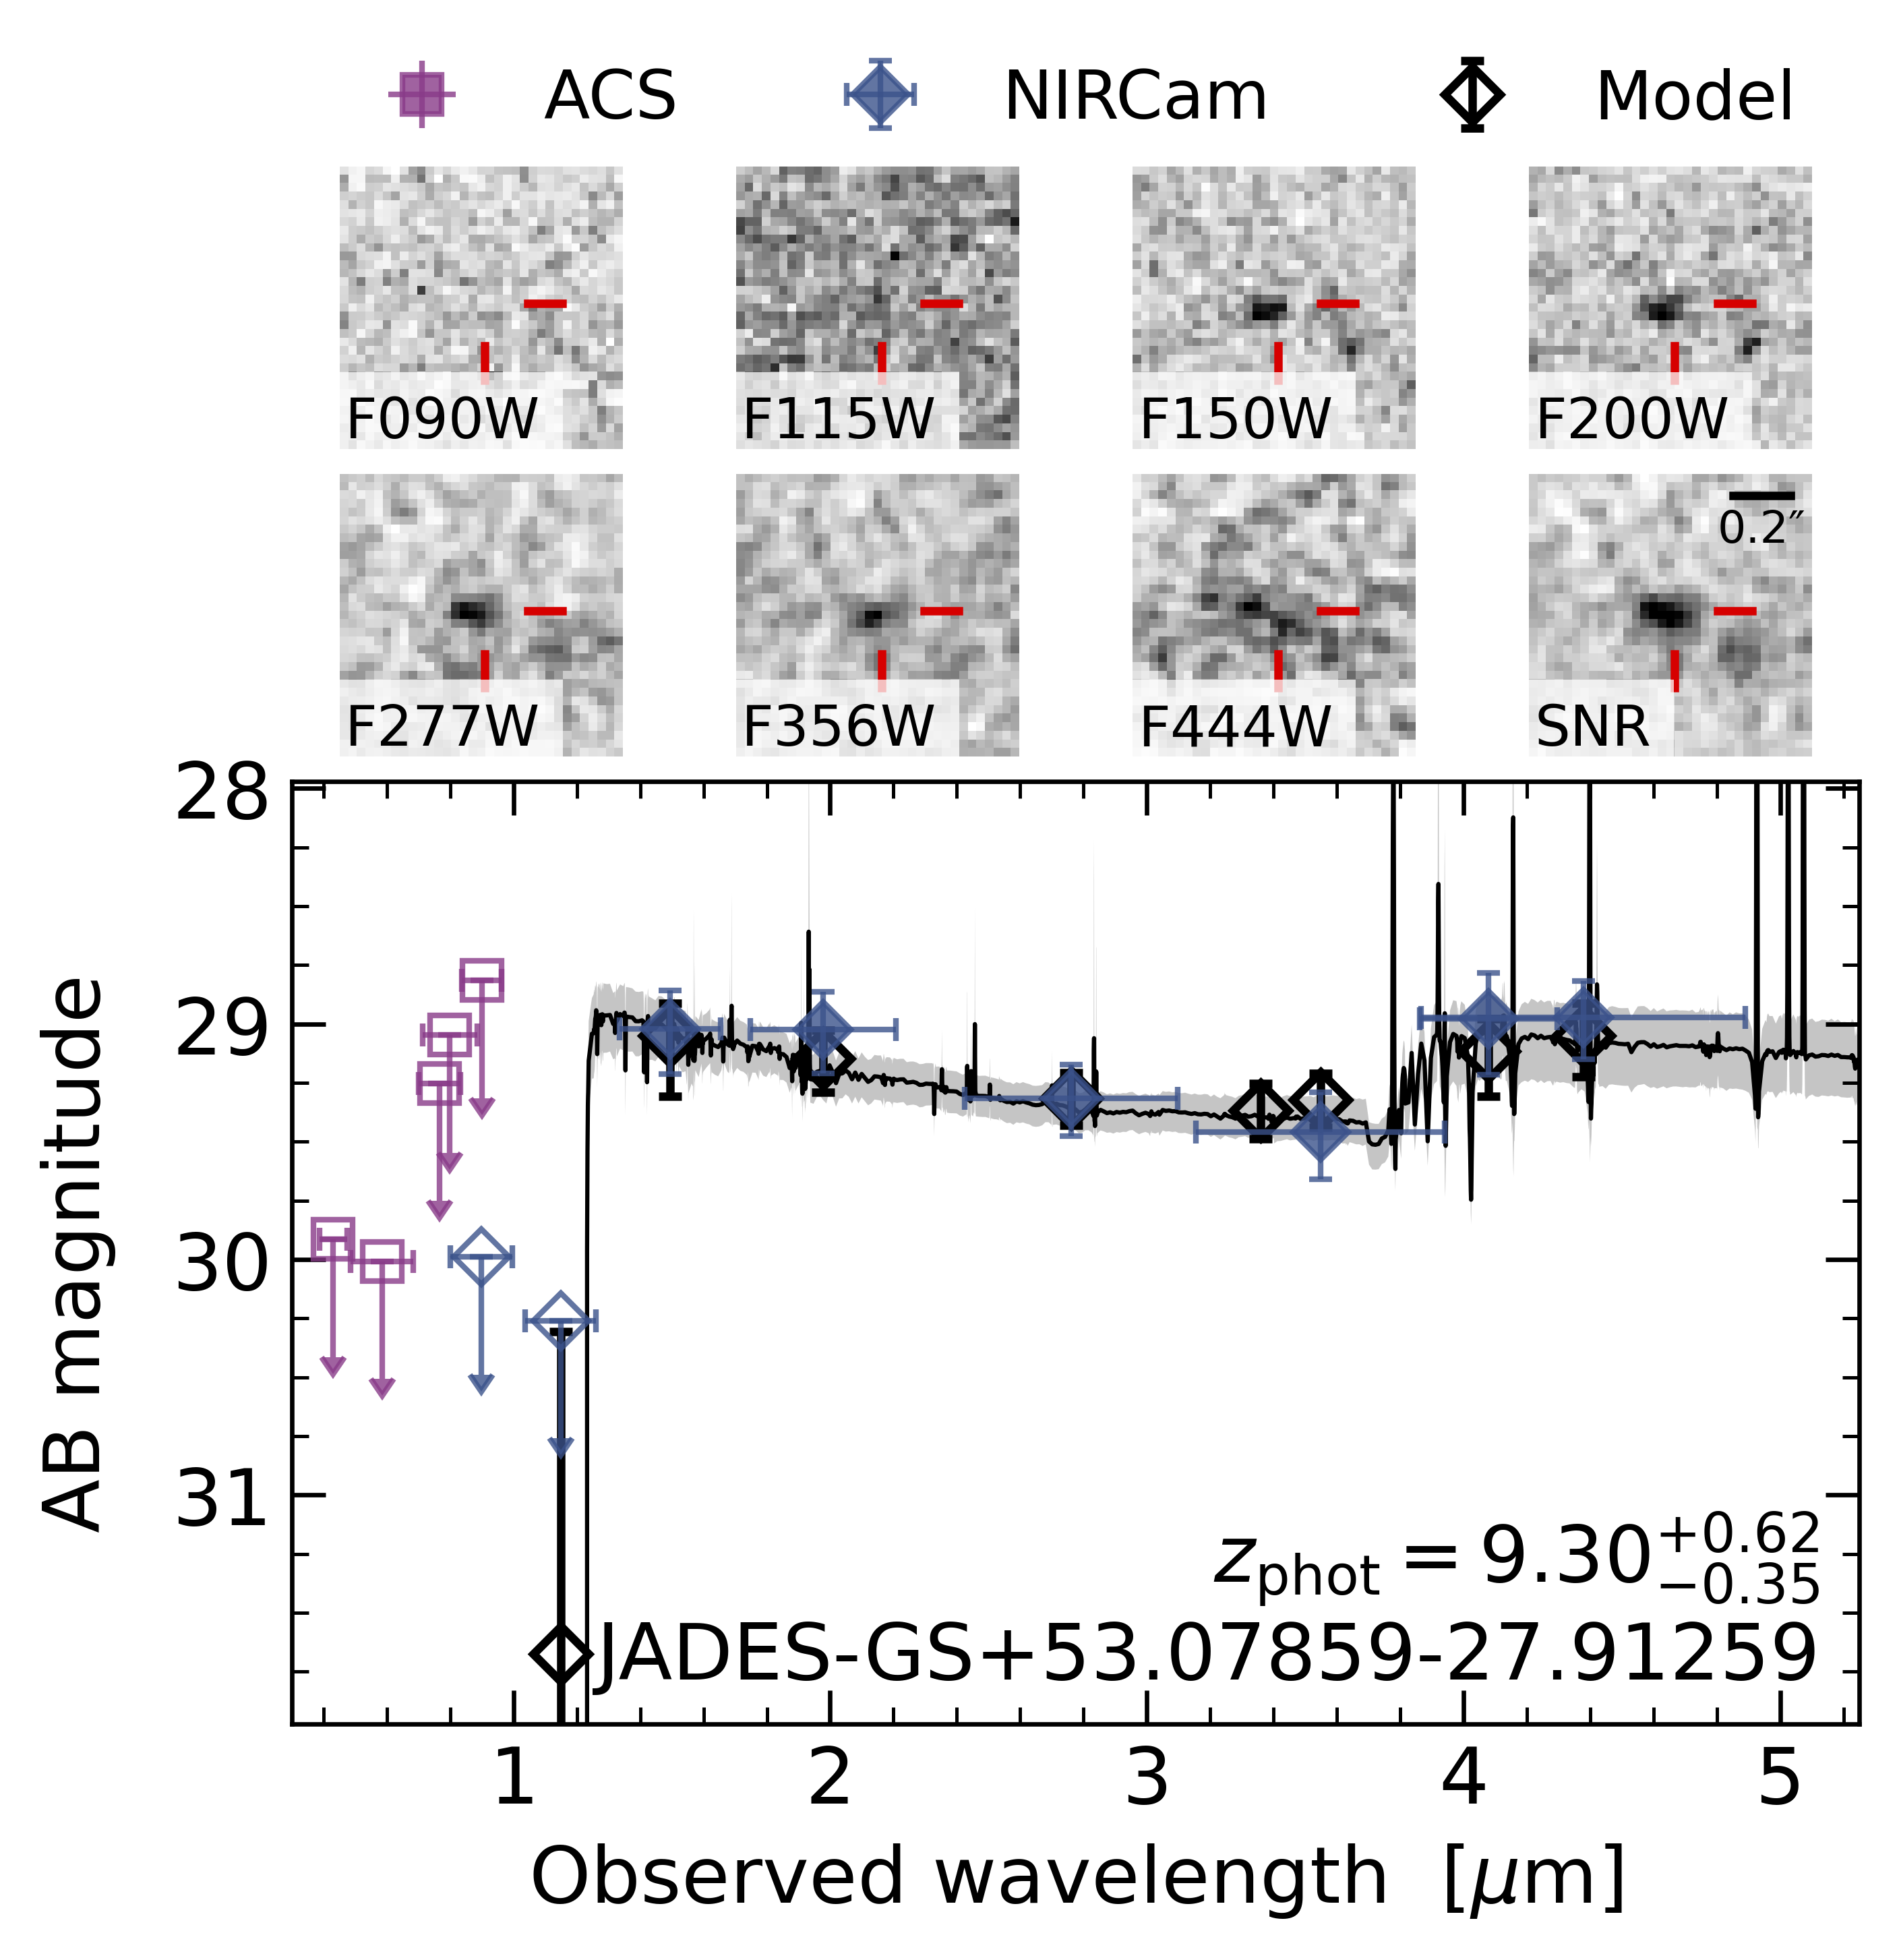 ACS NIRCam Model
F090W F115W F150W F200W
0.2″
F277W F356W F444W SNR
28
29
30
31
AB magnitude
z_phot = 9.30^{+0.62}_{−0.35}
JADES-GS+53.07859-27.91259
1 2 3 4 5
Observed wavelength [μm]